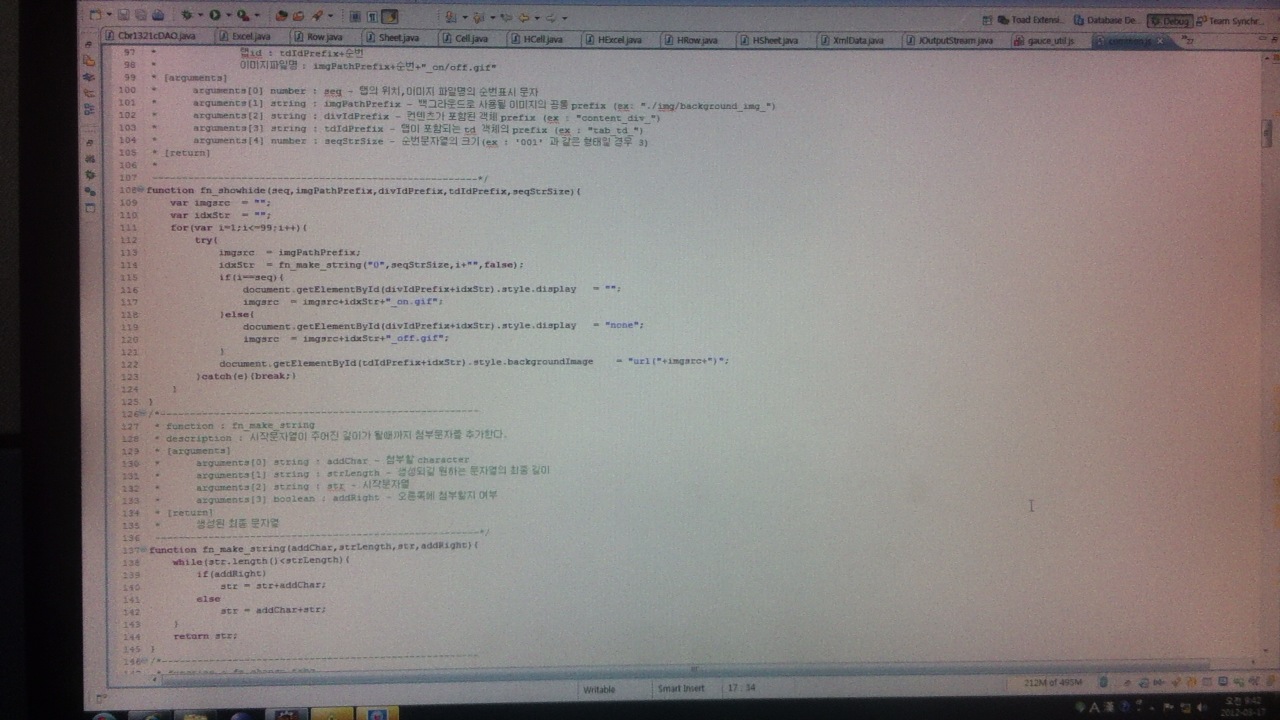 Toad Extensi.. Database De... Debug Team Synchr...
Cbr1321cDAO.java Excel.java Row.java Sheet.java Cell.java HCell.java HExcel.java HRow.java HSheet.java XmlData.java IOutputStream.java gauce_util.js common.js 27
97 * 탭id : tdIdPrefix+순번
98 * 이미지파일명 : imgPathPrefix+순번+"_on/off.gif"
99 * [arguments]
100 * arguments[0] number : seq - 탭의 위치,이미지 파일명의 순번표시 문자
101 * arguments[1] string : imgPathPrefix - 백그라운드로 사용될 이미지의 공통 prefix (ex: "./img/background_img_")
102 * arguments[2] string : divIdPrefix - 컨텐츠가 포함된 객체 prefix (ex : "content_div_")
103 * arguments[3] string : tdIdPrefix - 탭이 포함되는 td 객체의 prefix (ex : "tab_td_")
104 * arguments[4] number : seqStrSize - 순번문자열의 크기(ex : '001' 과 같은 형태일 경우 3)
105 * [return]
106 *
107 ------------------------------------------------------*/
108 function fn_showhide(seq,imgPathPrefix,divIdPrefix,tdIdPrefix,seqStrSize){
109 var imgsrc = "";
110 var idxStr = "";
111 for(var i=1;i<=99;i++){
112 try{
113 imgsrc = imgPathPrefix;
114 idxStr = fn_make_string("0",seqStrSize,i+"",false);
115 if(i==seq){
116 document.getElementById(divIdPrefix+idxStr).style.display = "";
117 imgsrc = imgsrc+idxStr+"_on.gif";
118 }else{
119 document.getElementById(divIdPrefix+idxStr).style.display = "none";
120 imgsrc = imgsrc+idxStr+"_off.gif";
121 }
122 document.getElementById(tdIdPrefix+idxStr).style.backgroundImage = "url("+imgsrc+")";
123 }catch(e){break;}
124 }
125 }
126 /*-----------------------------------------------------
127 * function : fn_make_string
128 * description : 시작문자열이 주어진 길이가 될때까지 첨부문자를 추가한다.
129 * [arguments]
130 * arguments[0] string : addChar - 첨부할 character
131 * arguments[1] string : strLength - 생성되길 원하는 문자열의 최종 길이
132 * arguments[2] string : str - 시작문자열
133 * arguments[3] boolean : addRight - 오른쪽에 첨부할지 여부
134 * [return]
135 * 생성된 최종 문자열
136 ------------------------------------------------------*/
137 function fn_make_string(addChar,strLength,str,addRight){
138 while(str.length()<strLength){
139 if(addRight)
140 str = str+addChar;
141 else
142 str = addChar+str;
143 }
144 return str;
145 }
146 /*-----------------------------------------------------
Writable Smart Insert 17 : 34 212M of 495M
A 漢
오전 9:42
2012-09-17